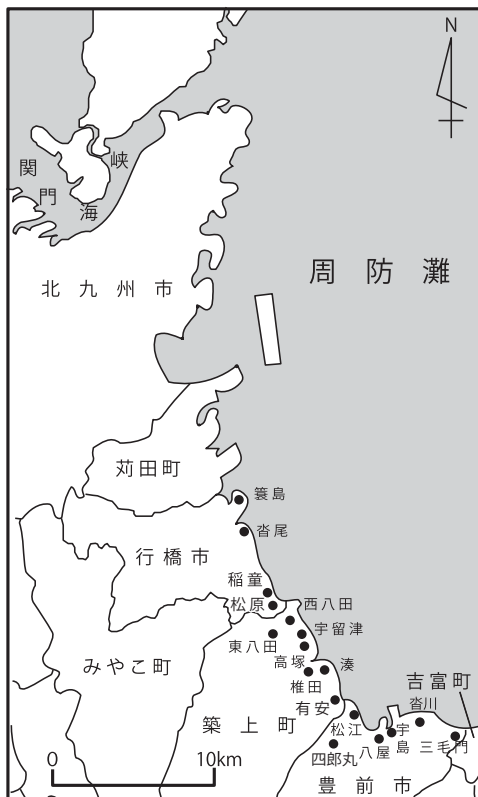 N
関門海峡
周防灘
北九州市
苅田町
蓑島
沓尾
行橋市
稲童
松原
西八田
宇留津
東八田
高塚
湊
みやこ町
椎田
吉富町
有安
沓川
築上町
松江
宇島
三毛門
八屋
四郎丸
豊前市
0
10km